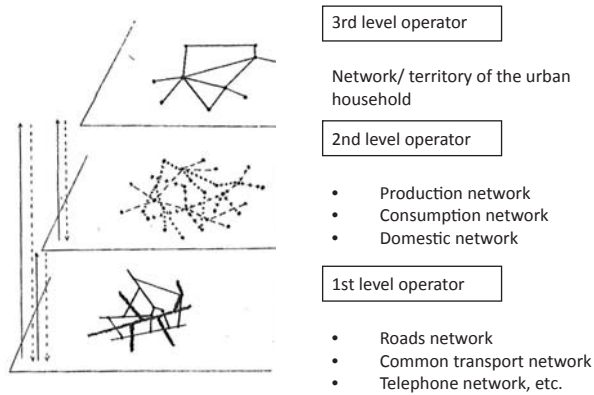 3rd level operator
Network/ territory of the urban
household
2nd level operator
• Production network
• Consumption network
• Domestic network
1st level operator
• Roads network
• Common transport network
• Telephone network, etc.